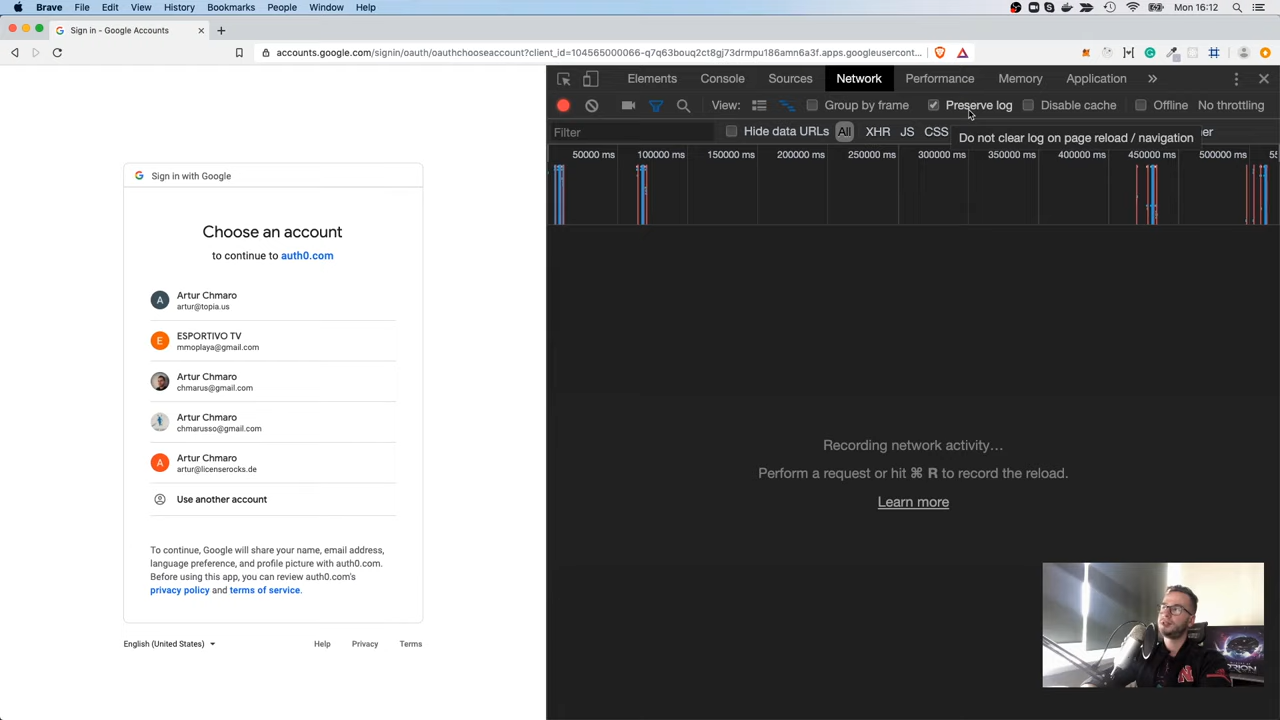 Brave File Edit View History Bookmarks People Window Help Mon 16:12
Sign in - Google Accounts
accounts.google.com/signin/oauth/oauthchooseaccount?client_id=104565000066-q7q63bouq2ct8gj73drmpu186amn6a3f.apps.googleusercont...
Elements Console Sources Network Performance Memory Application
View: Group by frame Preserve log Disable cache Offline No throttling
Filter Hide data URLs All XHR JS CSS
Do not clear log on page reload / navigation
50000 ms 100000 ms 150000 ms 200000 ms 250000 ms 300000 ms 350000 ms 400000 ms 450000 ms 500000 ms
Recording network activity…
Perform a request or hit ⌘ R to record the reload.
Learn more
Sign in with Google
Choose an account
to continue to auth0.com
A
Artur Chmaro
artur@topia.us
E
ESPORTIVO TV
mmoplaya@gmail.com
Artur Chmaro
chmarus@gmail.com
Artur Chmaro
chmarusso@gmail.com
A
Artur Chmaro
artur@licenserocks.de
Use another account
To continue, Google will share your name, email address,
language preference, and profile picture with auth0.com.
Before using this app, you can review auth0.com's
privacy policy and terms of service.
English (United States) Help Privacy Terms